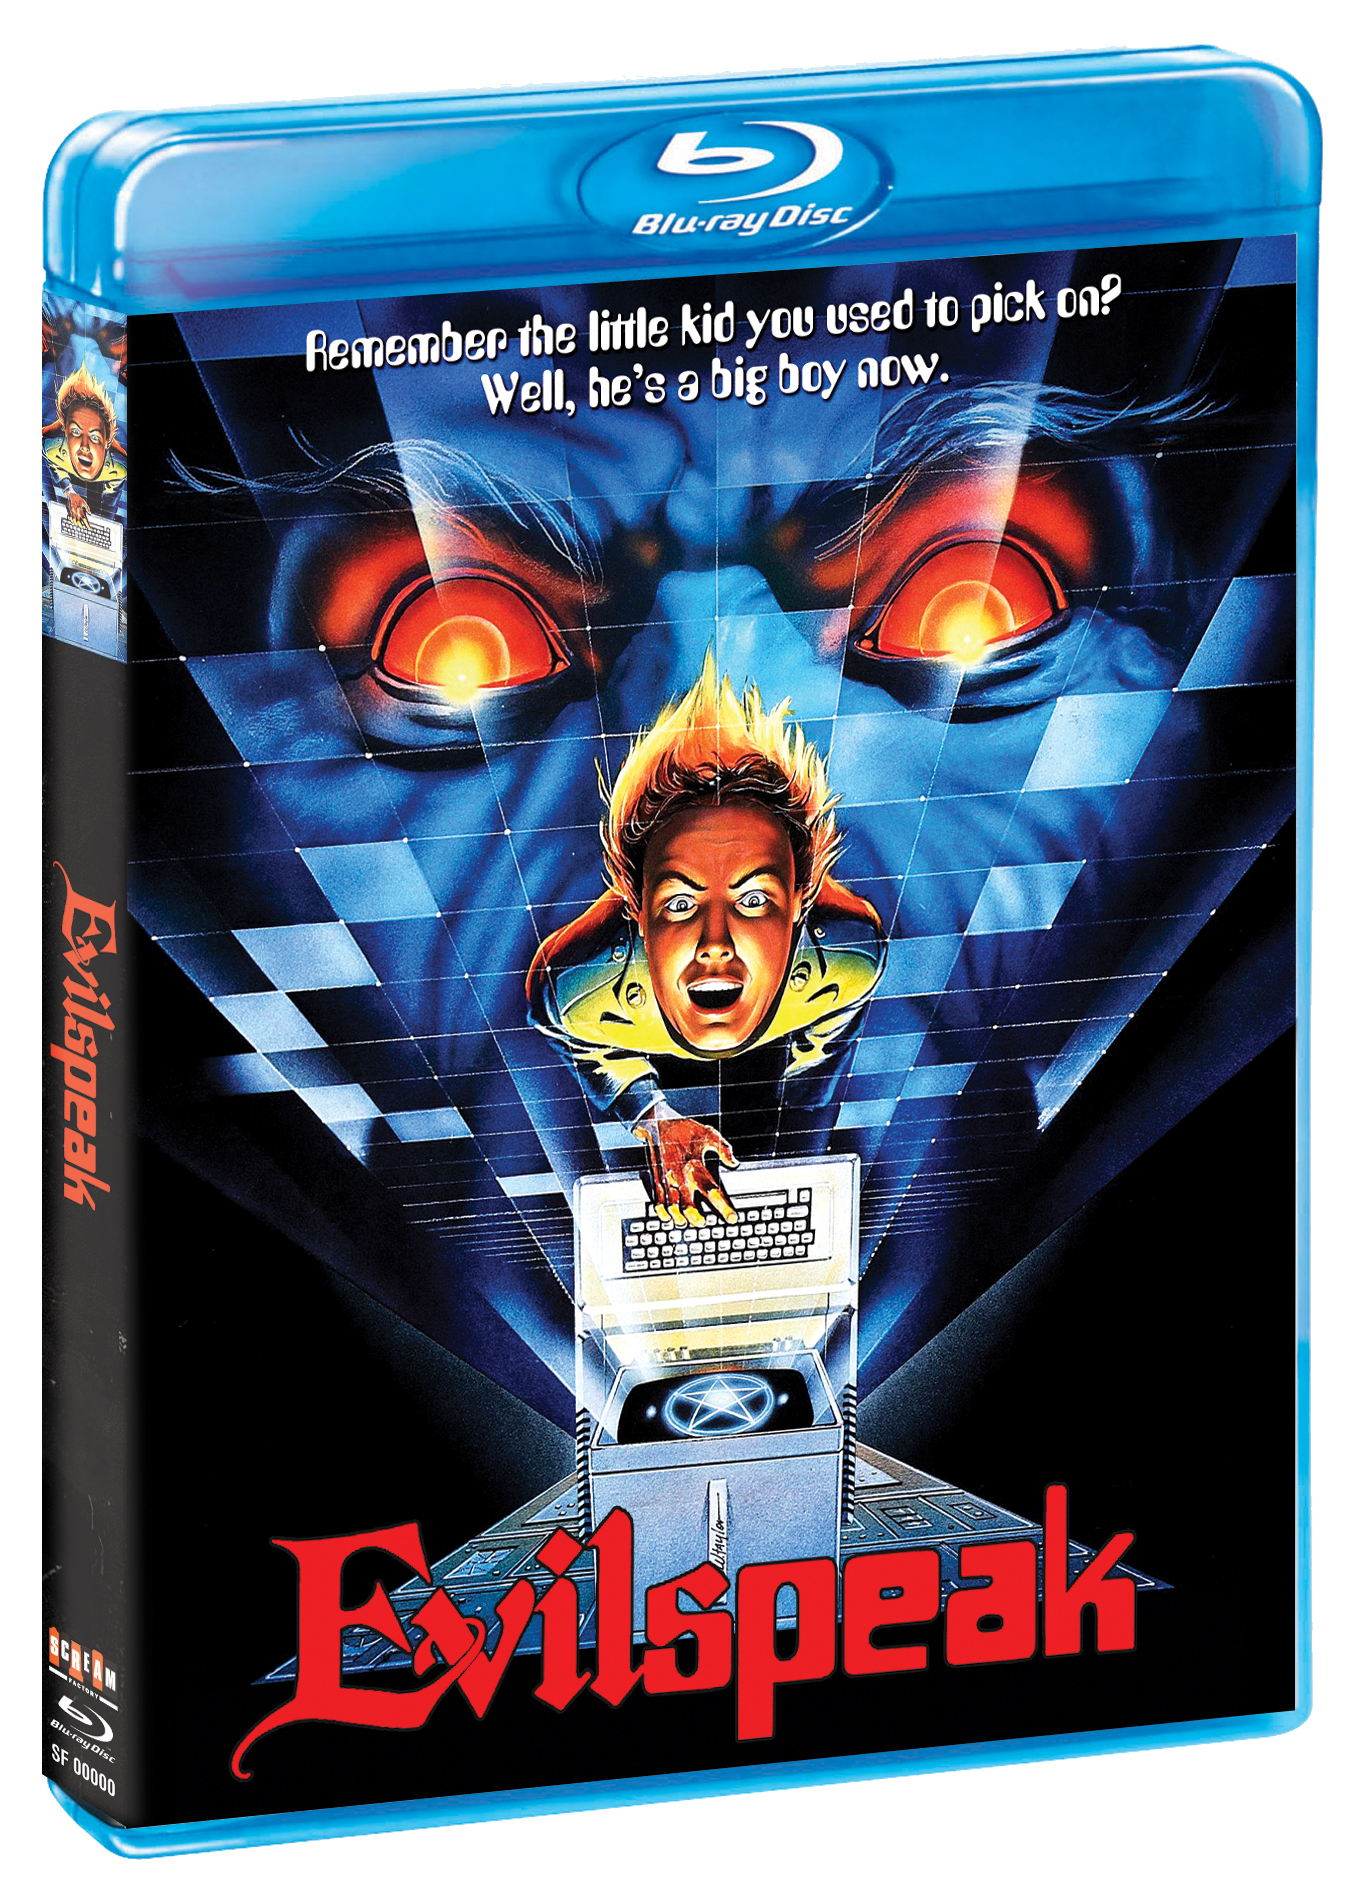 Blu-ray Disc
Remember the little kid you used to pick on?
Well, he's a big boy now.
Evilspeak
Evilspeak
SCREAM
FACTORY
Blu-ray Disc
SF 00000